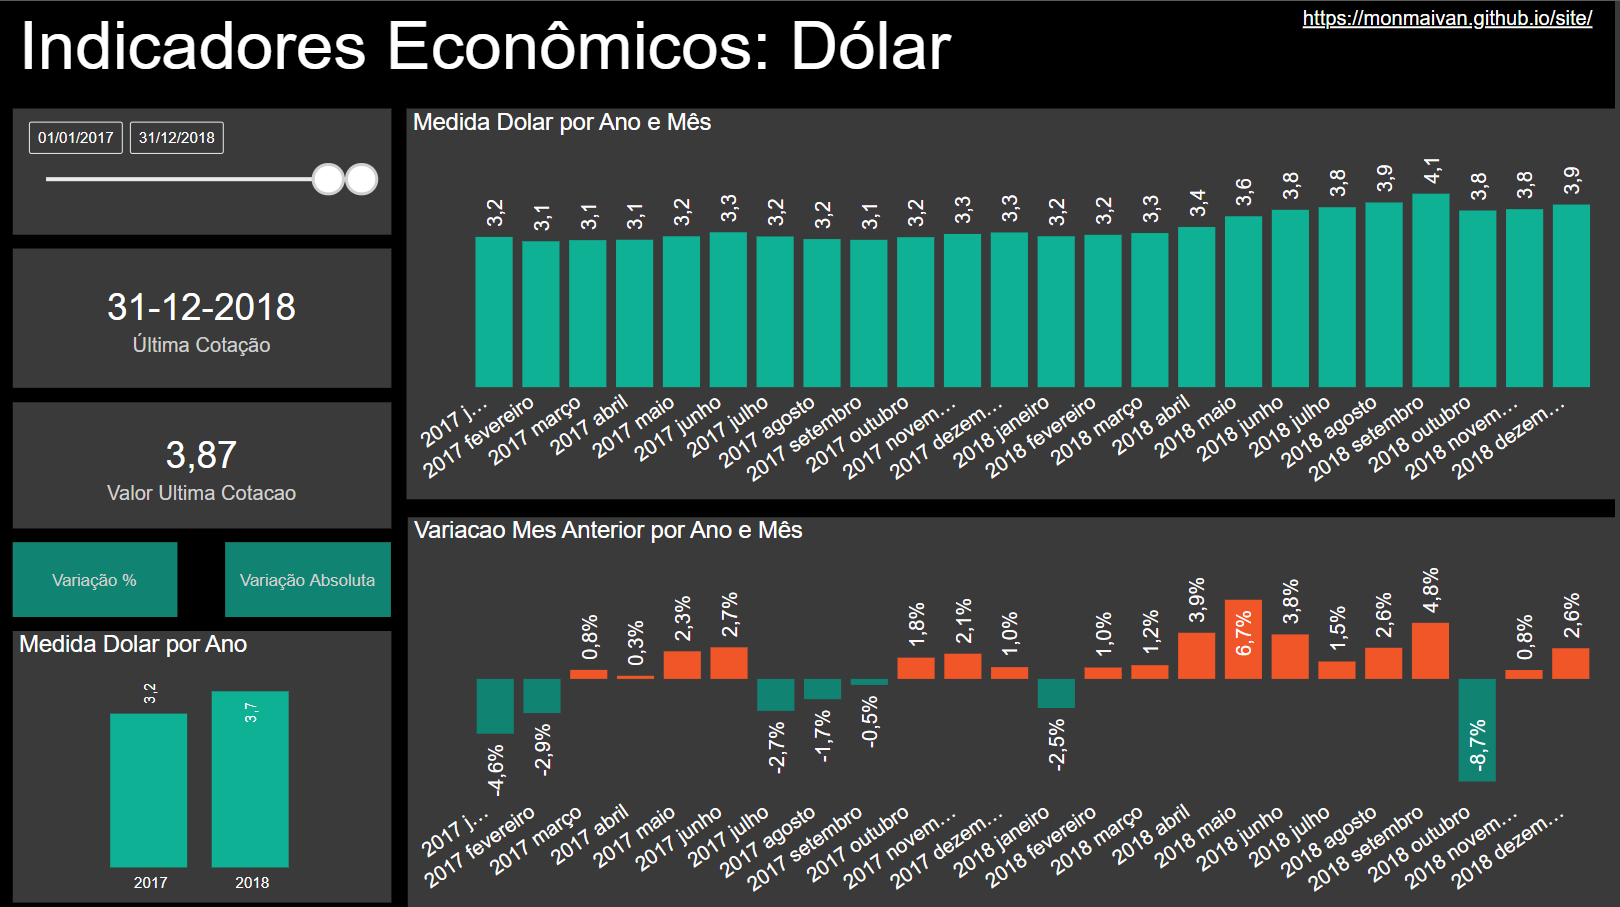 Indicadores Econômicos: Dólar
https://monmaivan.github.io/site/
01/01/2017 31/12/2018
31-12-2018
Última Cotação
3,87
Valor Ultima Cotacao
Variação % Variação Absoluta
Medida Dolar por Ano
3,2 3,7
2017 2018
Medida Dolar por Ano e Mês
3,2 3,1 3,1 3,1 3,2 3,3 3,2 3,2 3,1 3,2 3,3 3,3 3,2 3,2 3,3 3,4 3,6 3,8 3,8 3,9 4,1 3,8 3,8 3,9
2017 j... 2017 fevereiro 2017 março 2017 abril 2017 maio 2017 junho 2017 julho 2017 agosto 2017 setembro 2017 outubro 2017 novem... 2017 dezem... 2018 janeiro 2018 fevereiro 2018 março 2018 abril 2018 maio 2018 junho 2018 julho 2018 agosto 2018 setembro 2018 outubro 2018 novem... 2018 dezem...
Variacao Mes Anterior por Ano e Mês
-4,6% -2,9% 0,8% 0,3% 2,3% 2,7% -2,7% -1,7% -0,5% 1,8% 2,1% 1,0% -2,5% 1,0% 1,2% 3,9% 6,7% 3,8% 1,5% 2,6% 4,8% -8,7% 0,8% 2,6%
2017 j... 2017 fevereiro 2017 março 2017 abril 2017 maio 2017 junho 2017 julho 2017 agosto 2017 setembro 2017 outubro 2017 novem... 2017 dezem... 2018 janeiro 2018 fevereiro 2018 março 2018 abril 2018 maio 2018 junho 2018 julho 2018 agosto 2018 setembro 2018 outubro 2018 novem... 2018 dezem...